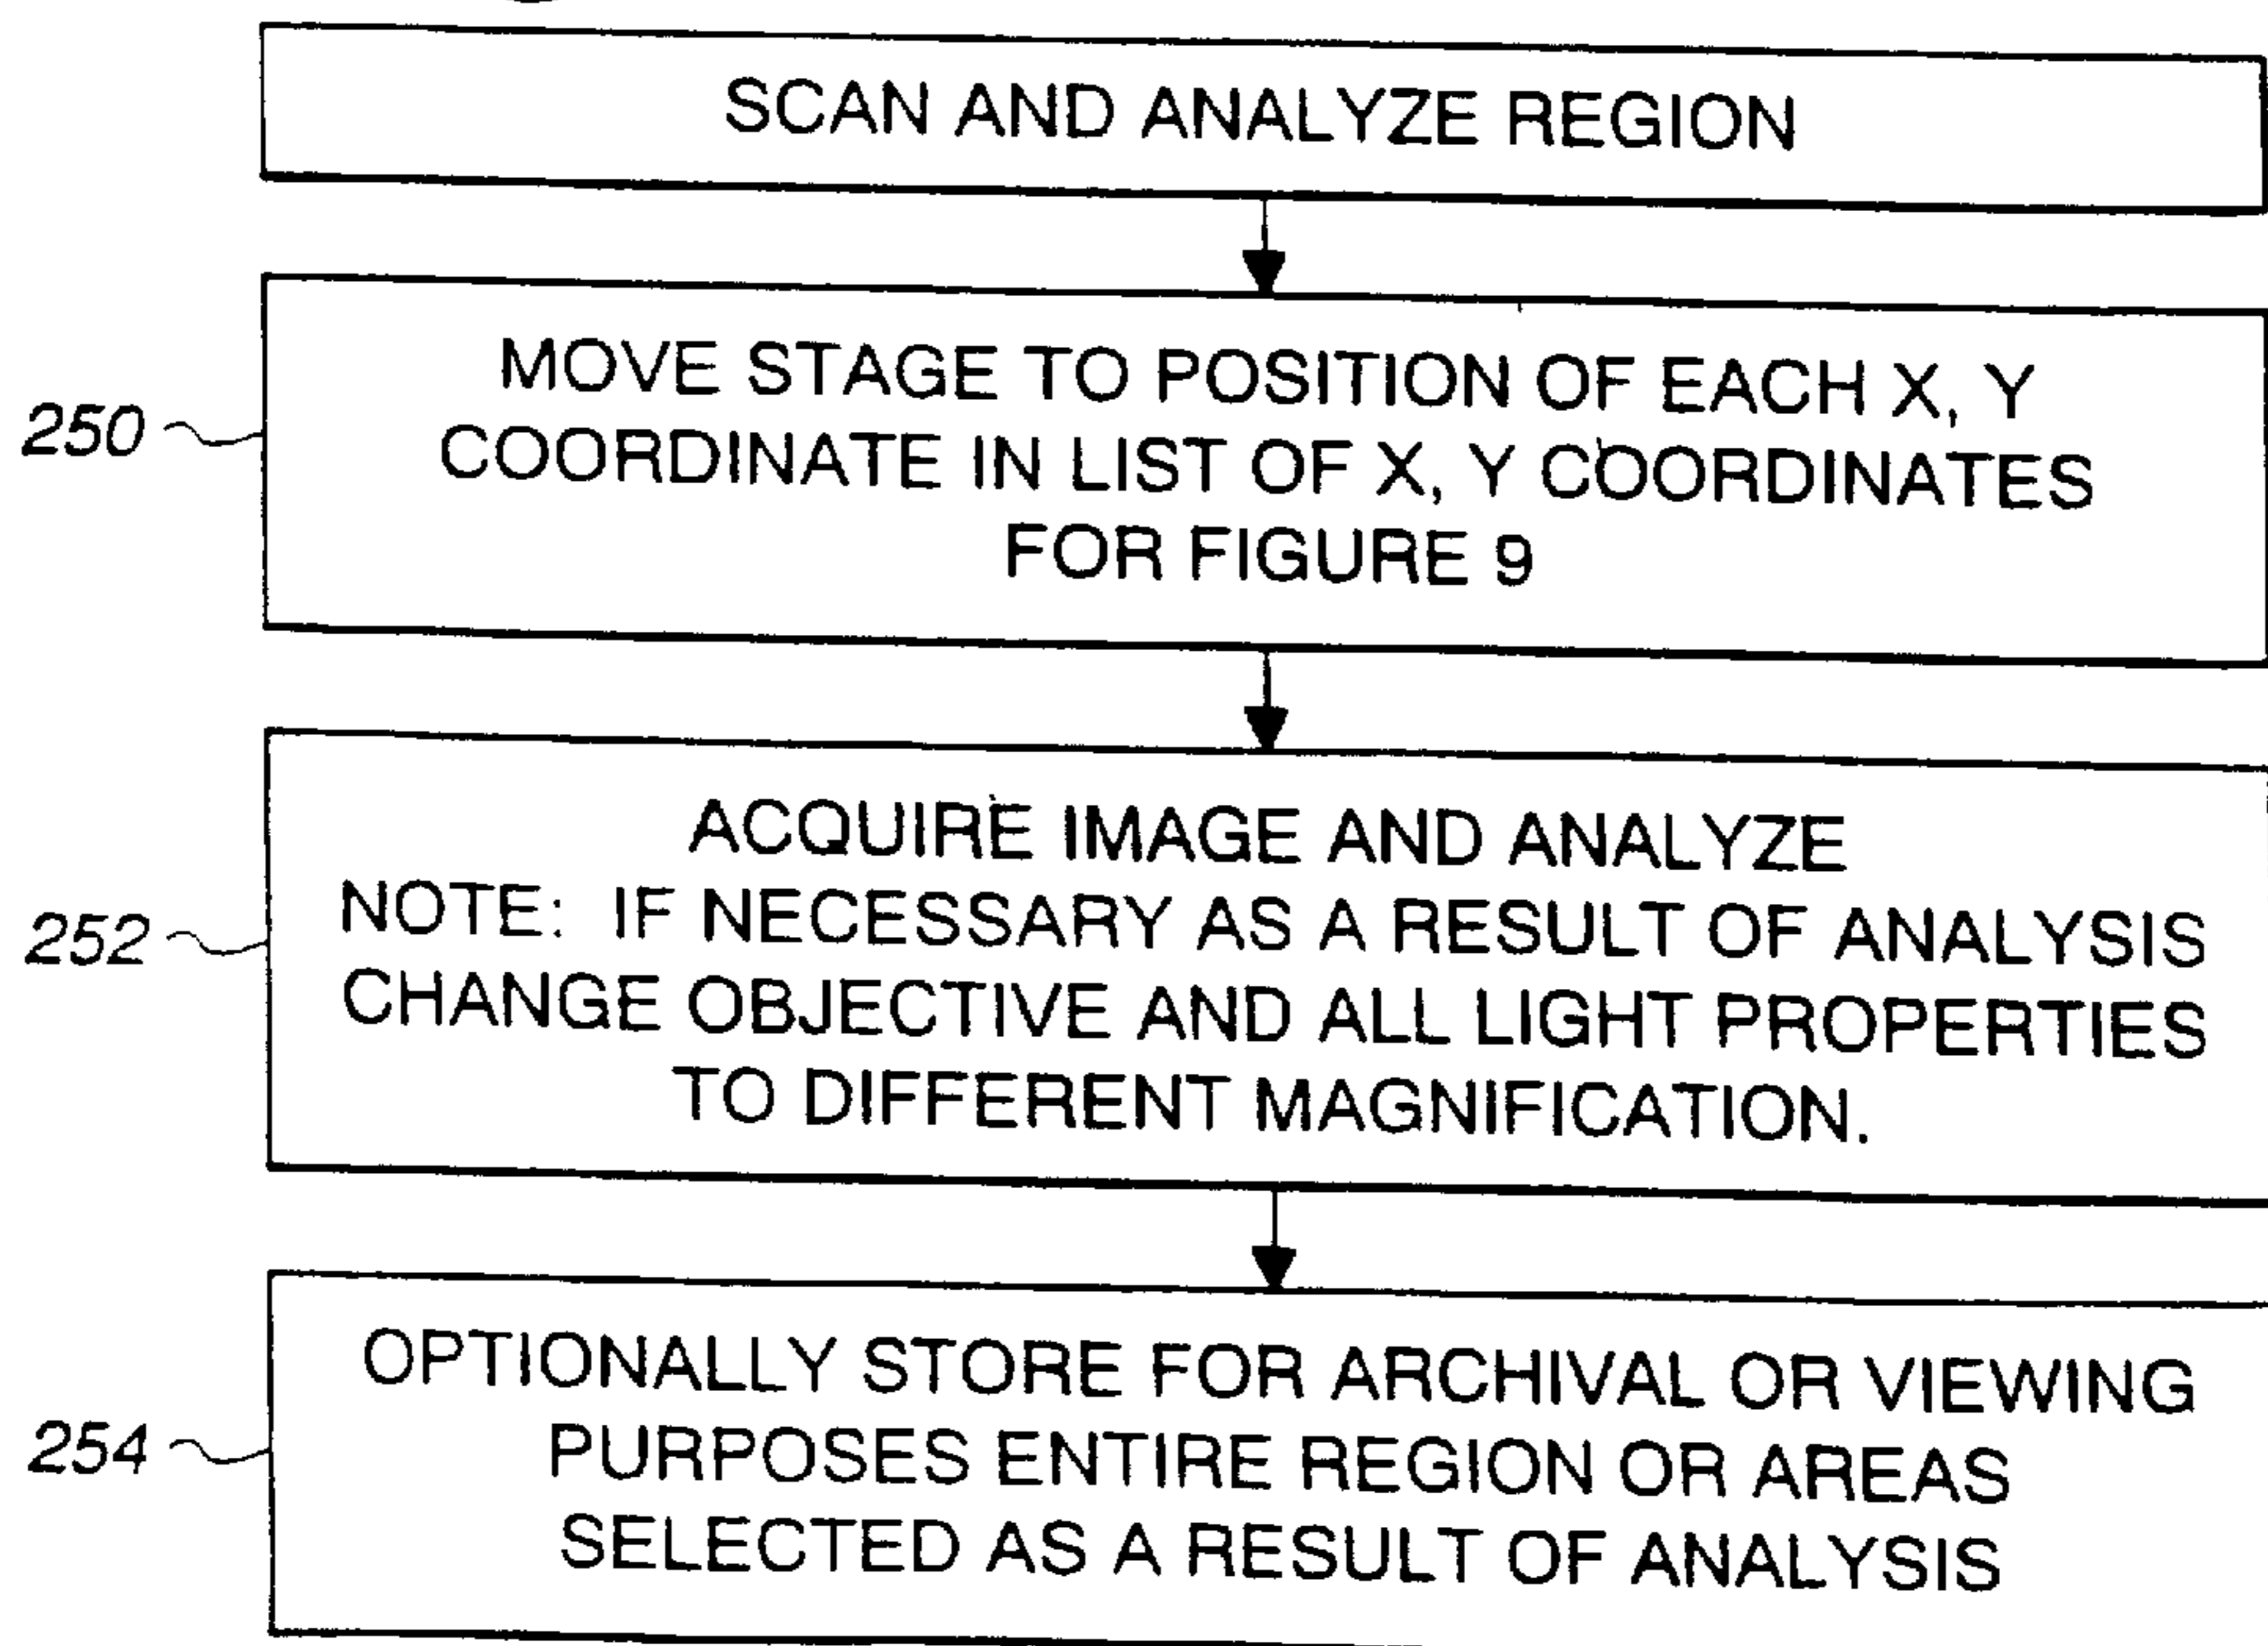 SCAN AND ANALYZE REGION
250
MOVE STAGE TO POSITION OF EACH X, Y
COORDINATE IN LIST OF X, Y COORDINATES
FOR FIGURE 9
252
ACQUIRE IMAGE AND ANALYZE
NOTE: IF NECESSARY AS A RESULT OF ANALYSIS
CHANGE OBJECTIVE AND ALL LIGHT PROPERTIES
TO DIFFERENT MAGNIFICATION.
254
OPTIONALLY STORE FOR ARCHIVAL OR VIEWING
PURPOSES ENTIRE REGION OR AREAS
SELECTED AS A RESULT OF ANALYSIS